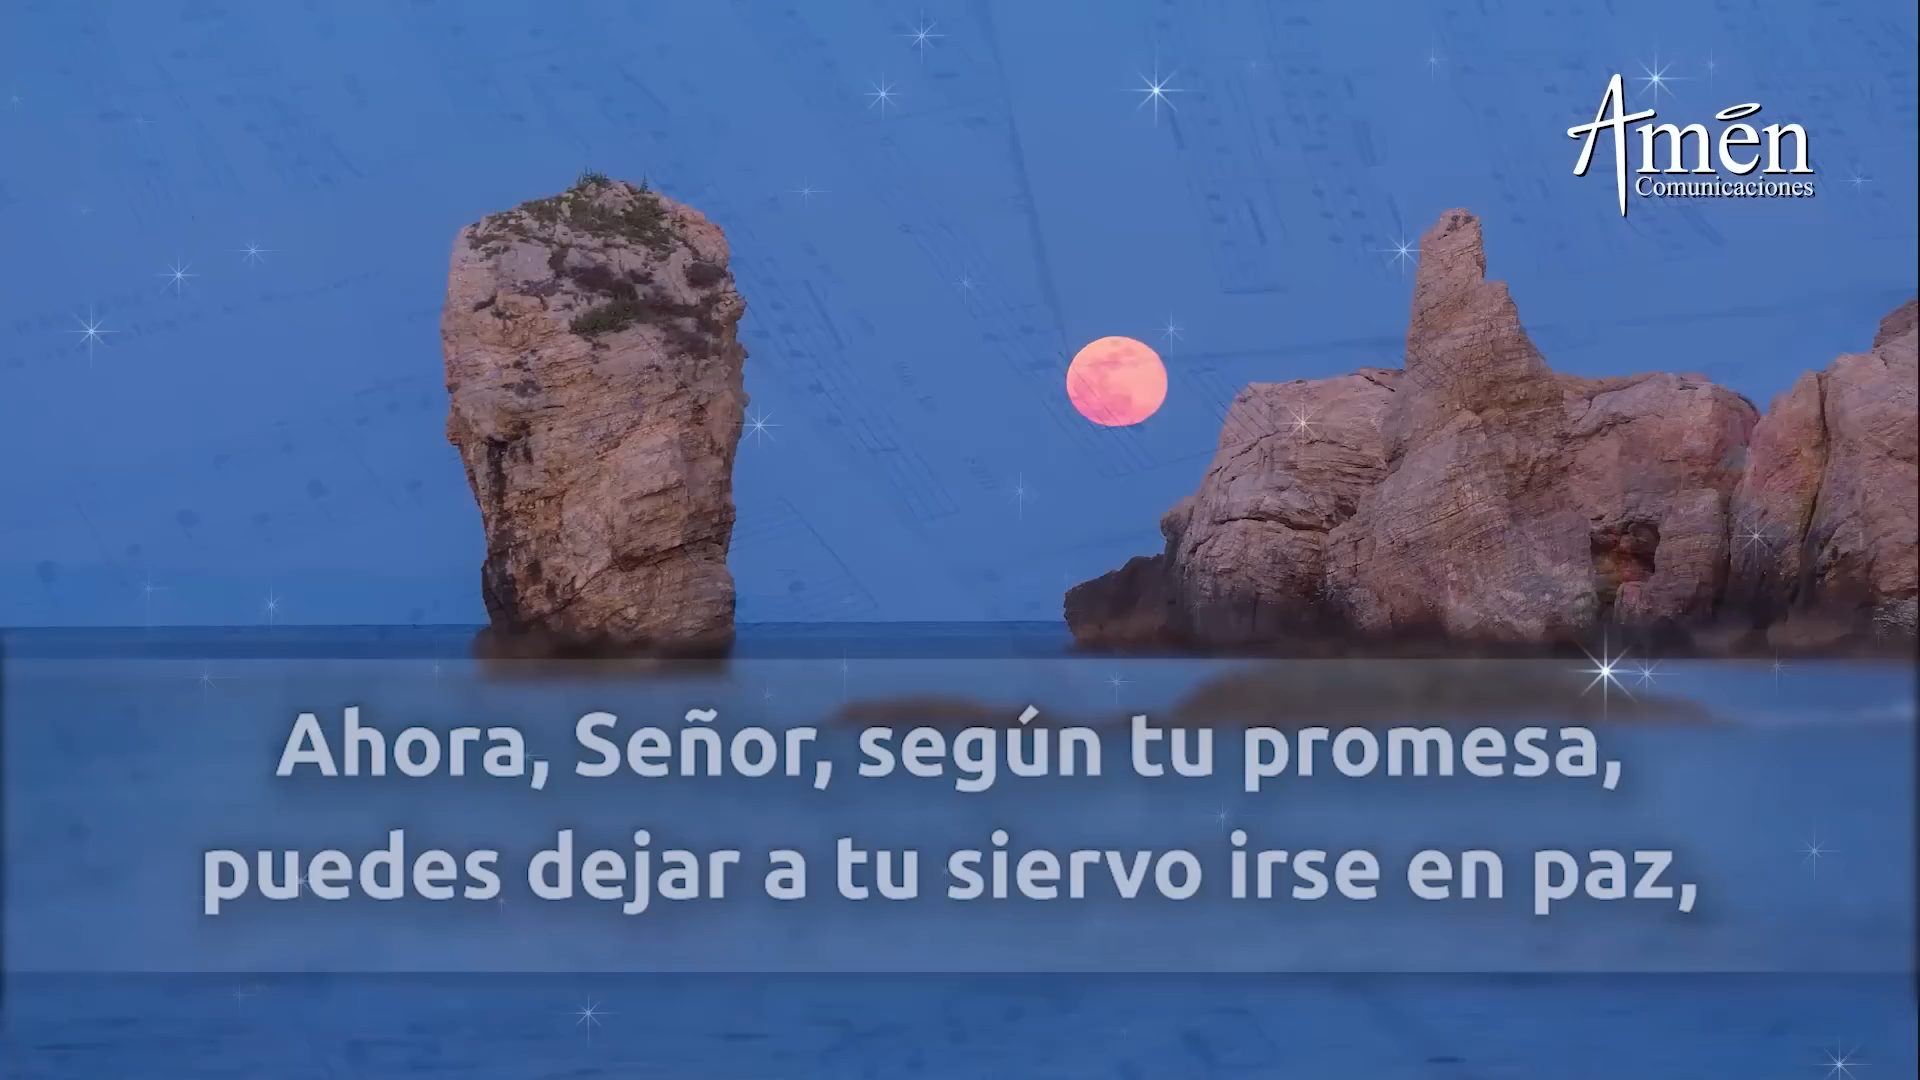 Amén
Comunicaciones
Ahora, Señor, según tu promesa,
puedes dejar a tu siervo irse en paz,